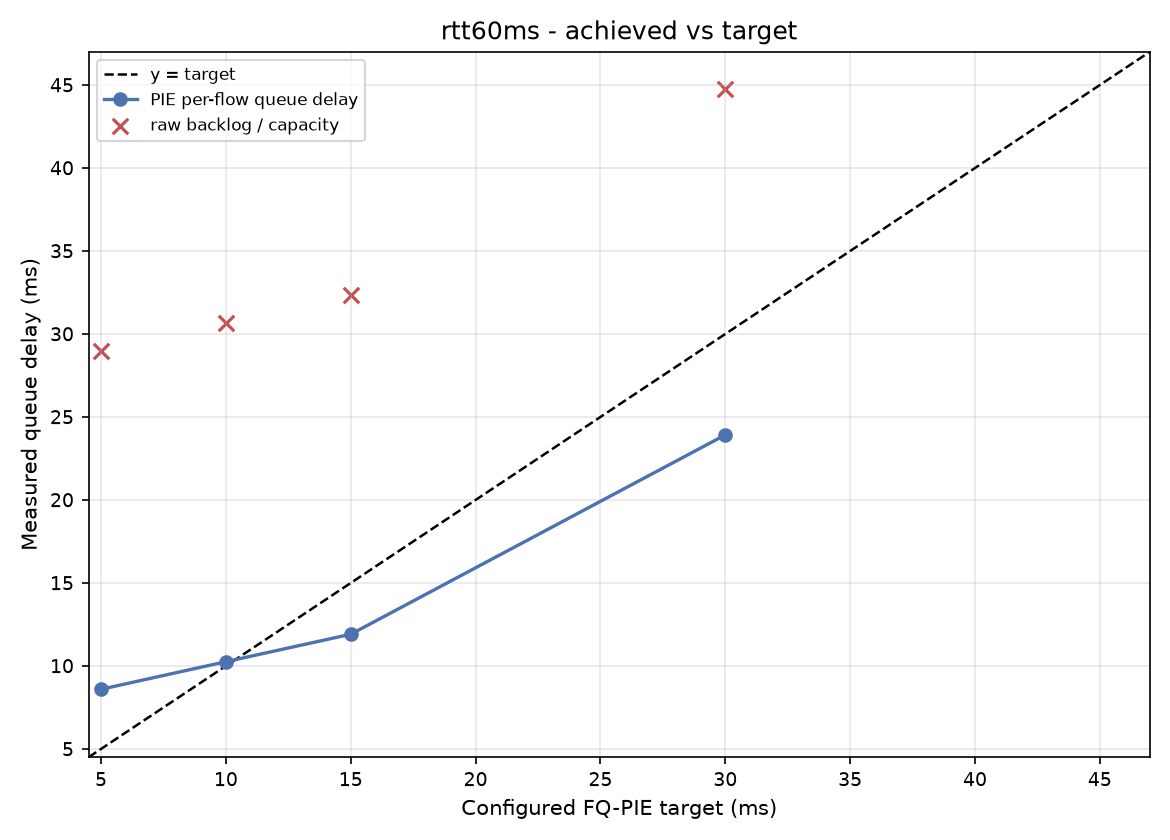 rtt60ms - achieved vs target
y = target
PIE per-flow queue delay
raw backlog / capacity
Measured queue delay (ms)
45
40
35
30
25
20
15
10
5
5 10 15 20 25 30 35 40 45
Configured FQ-PIE target (ms)